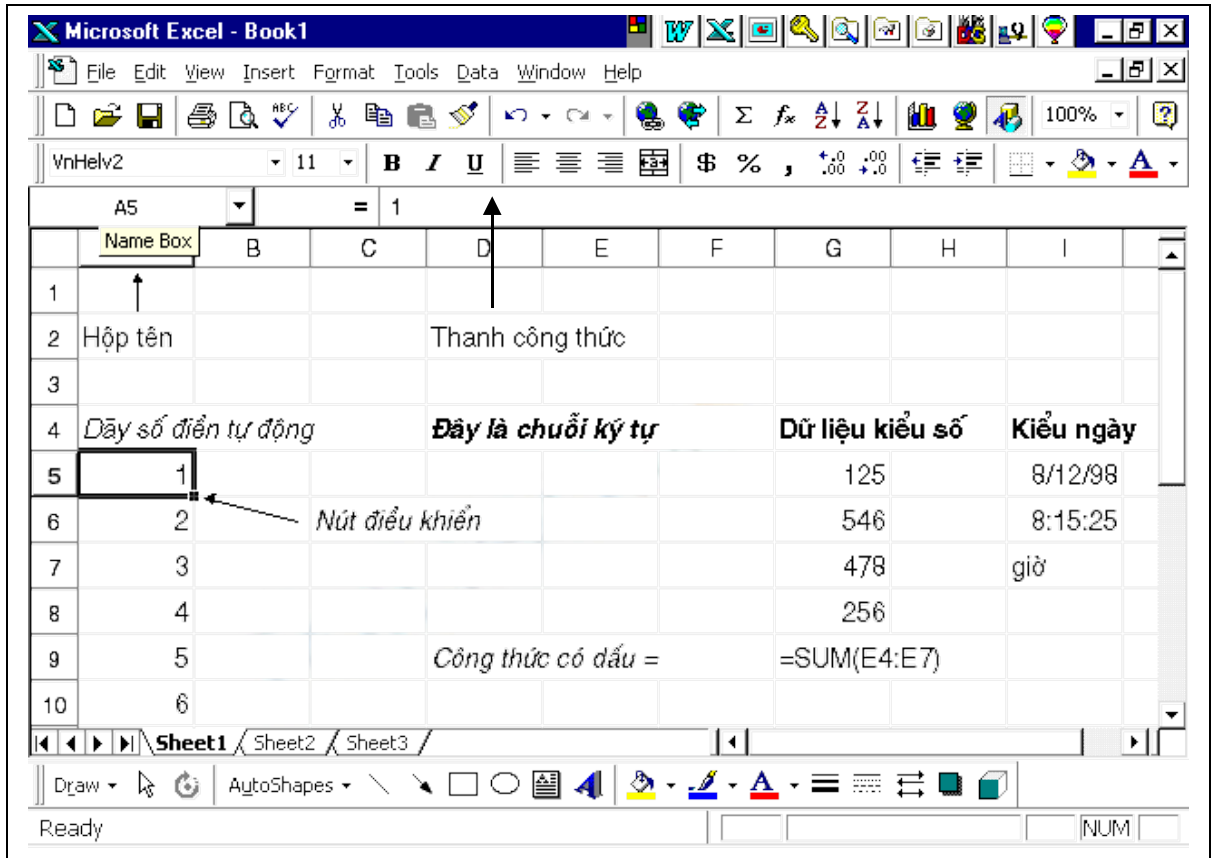 Microsoft Excel - Book1
File Edit View Insert Format Tools Data Window Help
100%
VnHelv2 11 B I U $ % ,
A5 = 1
Name Box
B C D E F G H I
1
2 Hộp tên Thanh công thức
3
4 Dãy số điền tự động Đây là chuỗi ký tự Dữ liệu kiểu số Kiểu ngày
5 1 125 8/12/98
6 2 Nút điều khiển 546 8:15:25
7 3 478 giờ
8 4 256
9 5 Công thức có dấu = =SUM(E4:E7)
10 6
Sheet1 Sheet2 Sheet3
Draw AutoShapes
Ready NUM